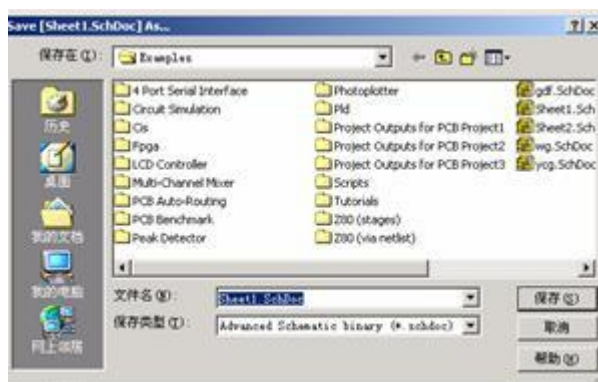 Save [Sheet1.SchDoc] As...
保存在(I):
Examples
历史
桌面
我的文档
我的电脑
网上邻居
4 Port Serial Interface
Circuit Simulation
Cis
Fpga
LCD Controller
Multi-Channel Mixer
PCB Auto-Routing
PCB Benchmark
Peak Detector
Photoplotter
Pld
Project Outputs for PCB Project1
Project Outputs for PCB Project2
Project Outputs for PCB Project3
Scripts
Tutorials
Z80 (stages)
Z80 (via netlist)
gdf.SchDoc
Sheet1.Sch
Sheet2.Sch
wg.SchDoc
ycg.SchDoc
文件名(N):
Sheet1.SchDoc
保存(S)
保存类型(T):
Advanced Schematic binary (*.schdoc)
取消
帮助(H)